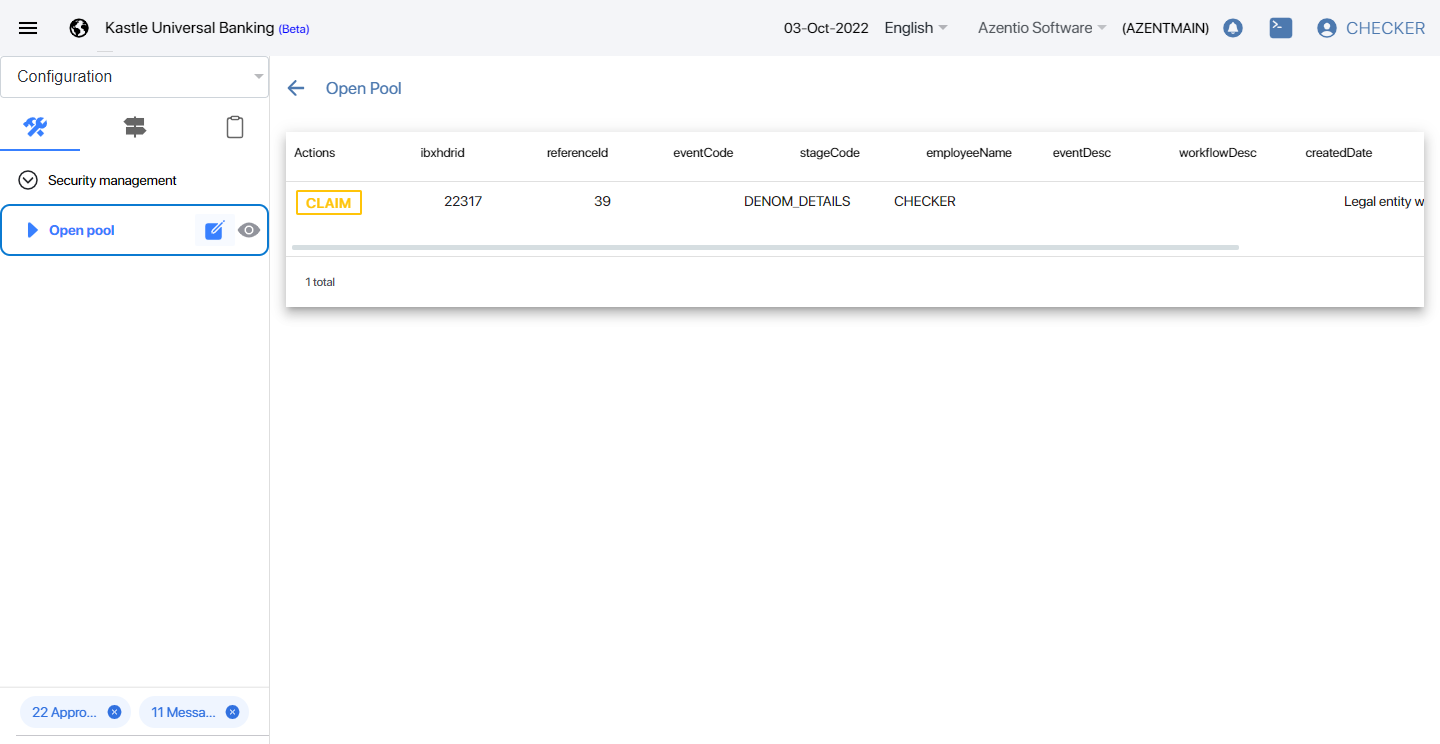 Kastle Universal Banking (Beta) 03-Oct-2022 English Azentio Software (AZENTMAIN) CHECKER
Configuration
Security management
Open pool
Open Pool
Actions ibxhdrid referenceId eventCode stageCode employeeName eventDesc workflowDesc createdDate
CLAIM 22317 39 DENOM_DETAILS CHECKER Legal entity w
1 total
22 Appro... 11 Messa...